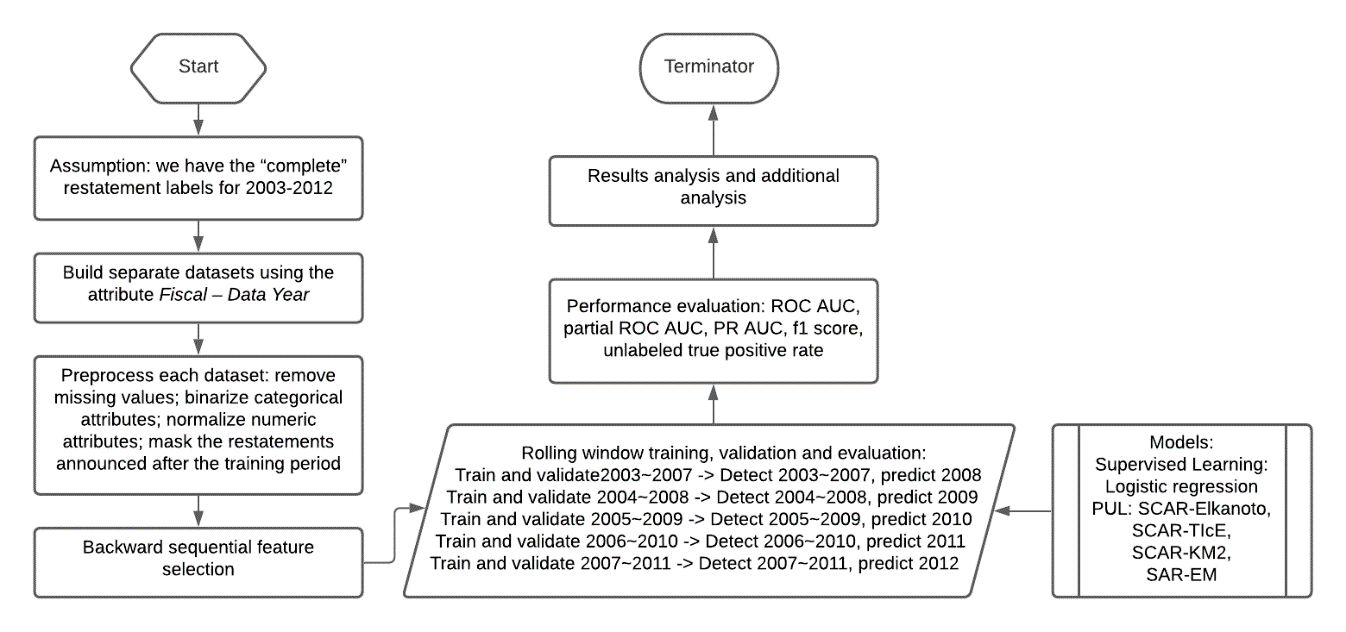 Start
Assumption: we have the “complete”
restatement labels for 2003-2012
Build separate datasets using the
attribute Fiscal – Data Year
Preprocess each dataset: remove
missing values; binarize categorical
attributes; normalize numeric
attributes; mask the restatements
announced after the training period
Backward sequential feature
selection
Terminator
Results analysis and additional
analysis
Performance evaluation: ROC AUC,
partial ROC AUC, PR AUC, f1 score,
unlabeled true positive rate
Rolling window training, validation and evaluation:
Train and validate2003~2007 -> Detect 2003~2007, predict 2008
Train and validate 2004~2008 -> Detect 2004~2008, predict 2009
Train and validate 2005~2009 -> Detect 2005~2009, predict 2010
Train and validate 2006~2010 -> Detect 2006~2010, predict 2011
Train and validate 2007~2011 -> Detect 2007~2011, predict 2012
Models:
Supervised Learning:
Logistic regression
PUL: SCAR-Elkanoto,
SCAR-TIcE,
SCAR-KM2,
SAR-EM